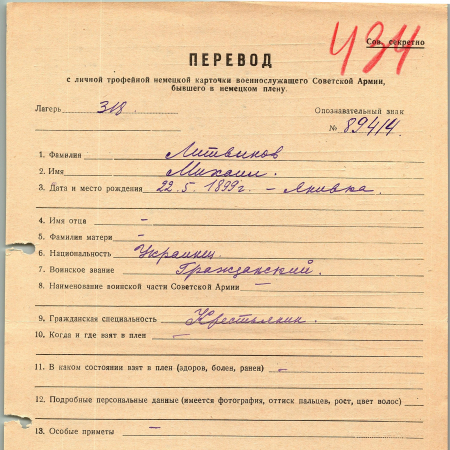 434
Сов. секретно
ПЕРЕВОД
с личной трофейной немецкой карточки военнослужащего Советской Армии,
бывшего в немецком плену.
Лагерь 318. Опознавательный знак
№ 89414.
1. Фамилия Литвинов
2. Имя Михаил.
3. Дата и место рождения 22.5.1899г. – Яновка.
4. Имя отца –
5. Фамилия матери –
6. Национальность Украинец.
7. Воинское звание Гражданский.
8. Наименование воинской части Советской Армии –
9. Гражданская специальность Крестьянин.
10. Когда и где взят в плен –
11. В каком состоянии взят в плен (здоров, болен, ранен) –
12. Подробные персональные данные (имеется фотография, оттиск пальцев, рост, цвет волос)
13. Особые приметы –